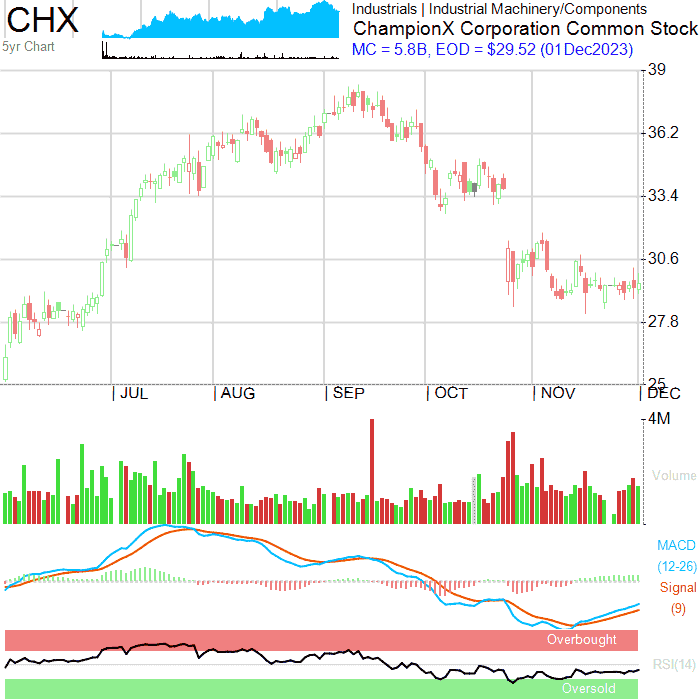 CHX
5yr Chart
Industrials | Industrial Machinery/Components
ChampionX Corporation Common Stock
MC = 5.8B, EOD = $29.52 (01Dec2023)
39
36.2
33.4
30.6
27.8
25
JUL
AUG
SEP
OCT
NOV
DEC
4M
Volume
MACD
(12-26)
Signal
(9)
Overbought
RSI(14)
Oversold